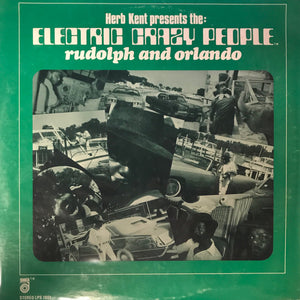 Herb Kent presents the:
ELECTRIC CRAZY PEOPLE
rudolph and orlando